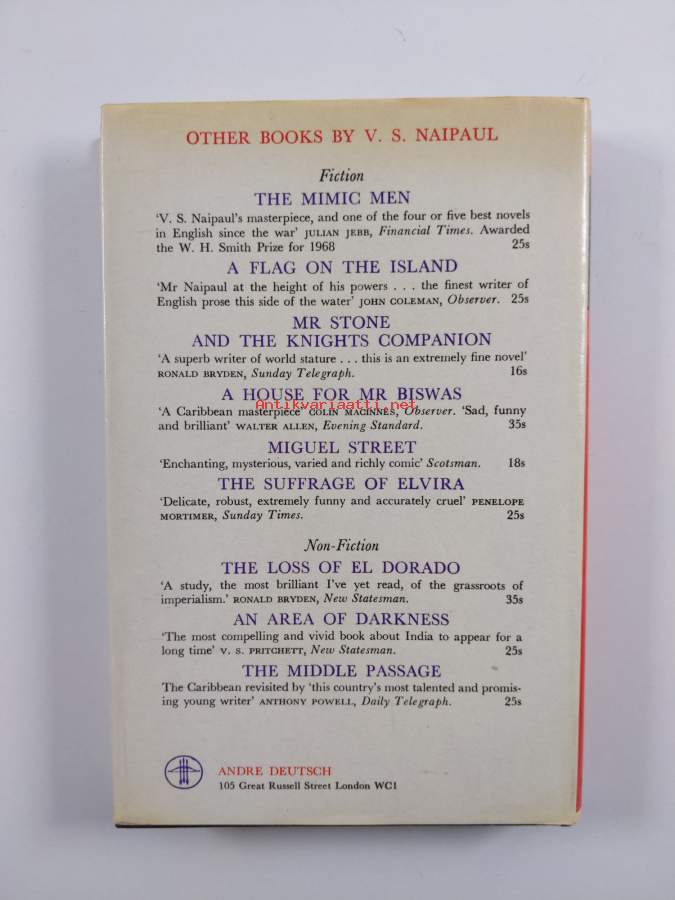 OTHER BOOKS BY V. S. NAIPAUL
Fiction
THE MIMIC MEN
‘V. S. Naipaul’s masterpiece, and one of the four or five best novels
in English since the war’ JULIAN JEBB, Financial Times. Awarded
the W. H. Smith Prize for 1968 25s
A FLAG ON THE ISLAND
‘Mr Naipaul at the height of his powers . . . the finest writer of
English prose this side of the water’ JOHN COLEMAN, Observer. 25s
MR STONE
AND THE KNIGHTS COMPANION
‘A superb writer of world stature . . . this is an extremely fine novel’
RONALD BRYDEN, Sunday Telegraph. 16s
A HOUSE FOR MR BISWAS
Antikvariaatti.net
‘A Caribbean masterpiece’ COLIN MACINNES, Observer. ‘Sad, funny
and brilliant’ WALTER ALLEN, Evening Standard. 35s
MIGUEL STREET
‘Enchanting, mysterious, varied and richly comic’ Scotsman. 18s
THE SUFFRAGE OF ELVIRA
‘Delicate, robust, extremely funny and accurately cruel’ PENELOPE
MORTIMER, Sunday Times. 25s
Non-Fiction
THE LOSS OF EL DORADO
‘A study, the most brilliant I’ve yet read, of the grassroots of
imperialism.’ RONALD BRYDEN, New Statesman. 35s
AN AREA OF DARKNESS
‘The most compelling and vivid book about India to appear for a
long time’ V. S. PRITCHETT, New Statesman. 25s
THE MIDDLE PASSAGE
The Caribbean revisited by ‘this country’s most talented and promis-
ing young writer’ ANTHONY POWELL, Daily Telegraph. 25s
ANDRE DEUTSCH
105 Great Russell Street London WC1